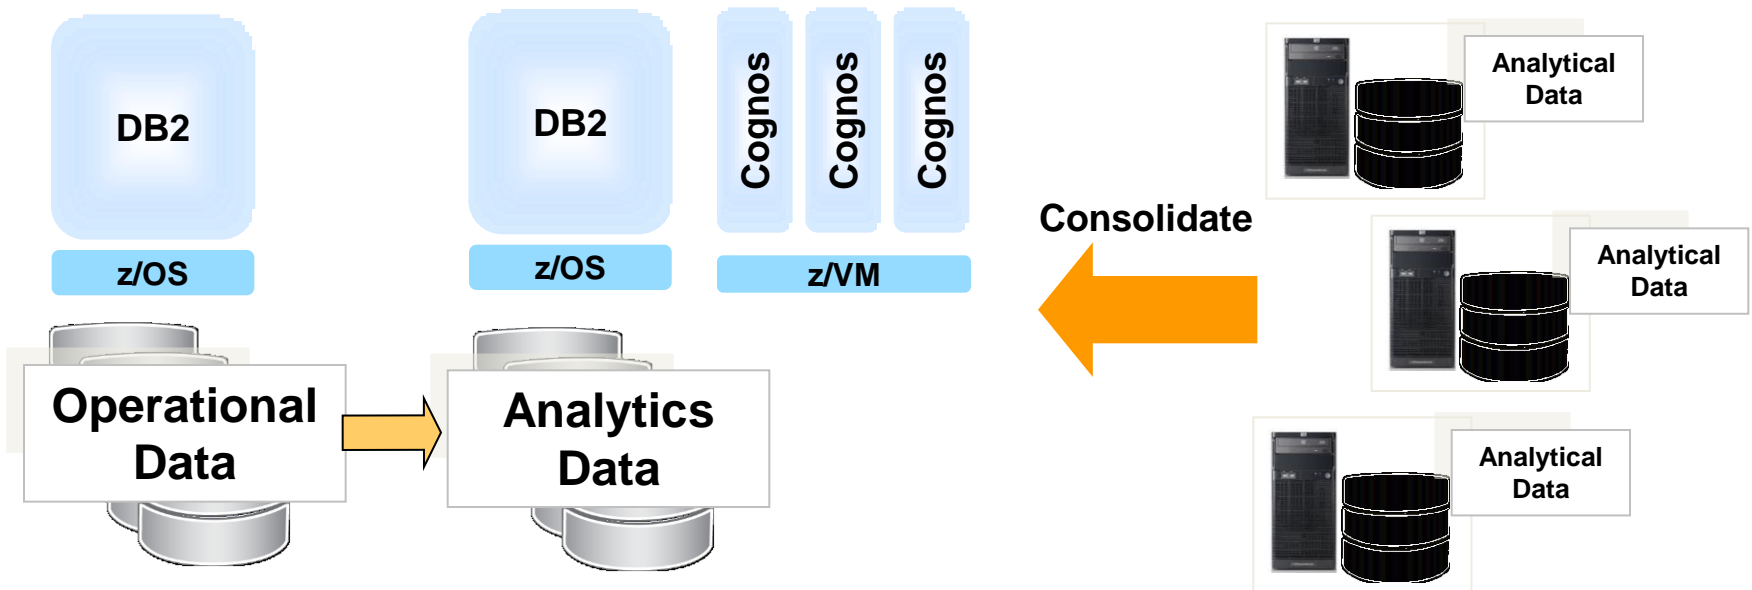 DB2
z/OS
Operational
Data
DB2
z/OS
Cognos
Cognos
Cognos
z/VM
Analytics
Data
Consolidate
Analytical
Data
Analytical
Data
Analytical
Data